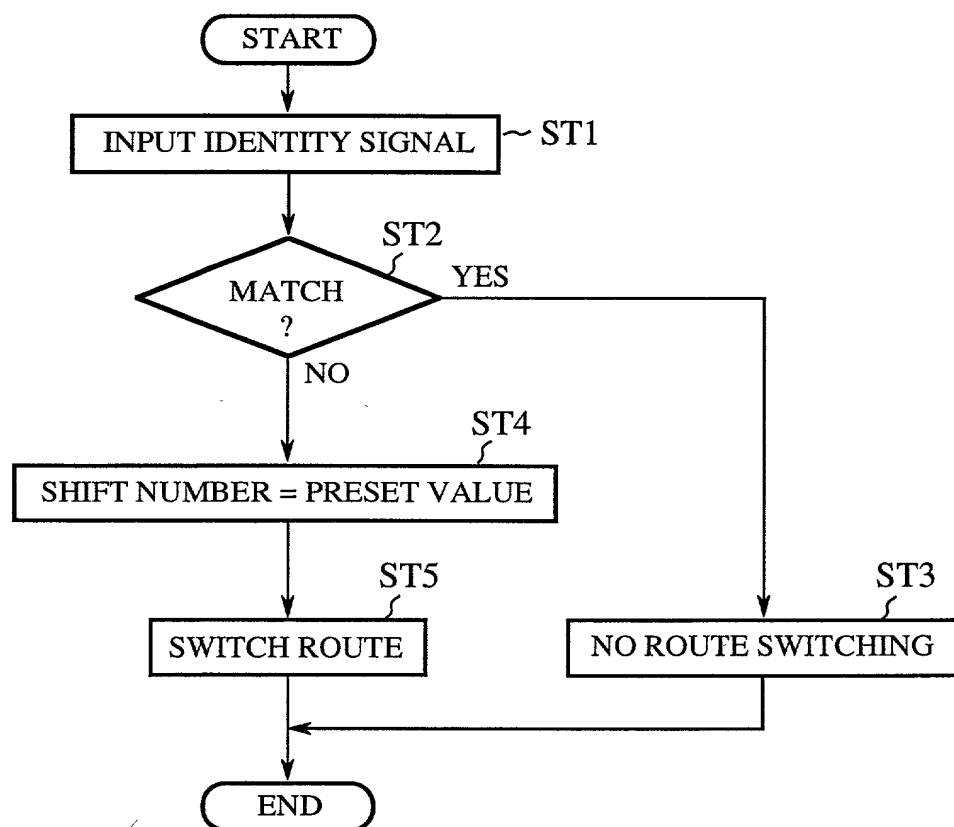 START
INPUT IDENTITY SIGNAL
ST1
ST2
MATCH
?
YES
NO
ST4
SHIFT NUMBER = PRESET VALUE
ST5
SWITCH ROUTE
ST3
NO ROUTE SWITCHING
END